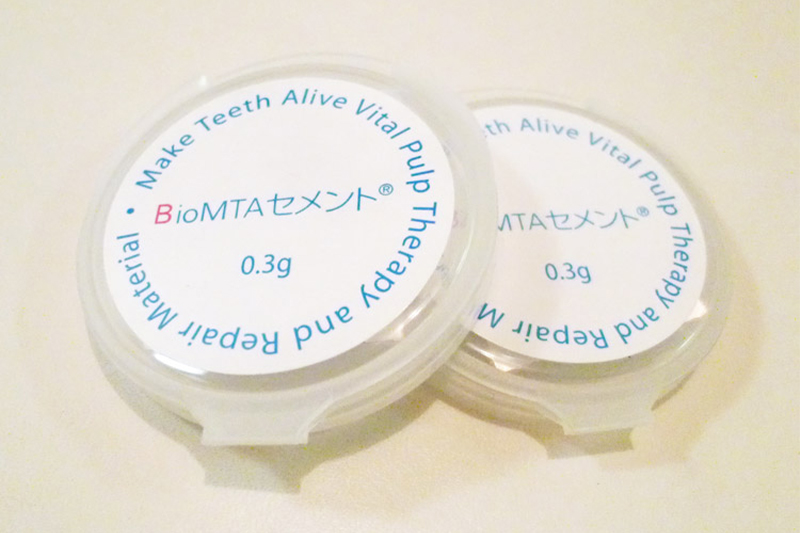 Make Teeth Alive Vital Pulp Therapy and Repair Material •
BioMTAセメント®
0.3g
Alive Vital Pulp Therapy and Repair
MTAセメント®
0.3g